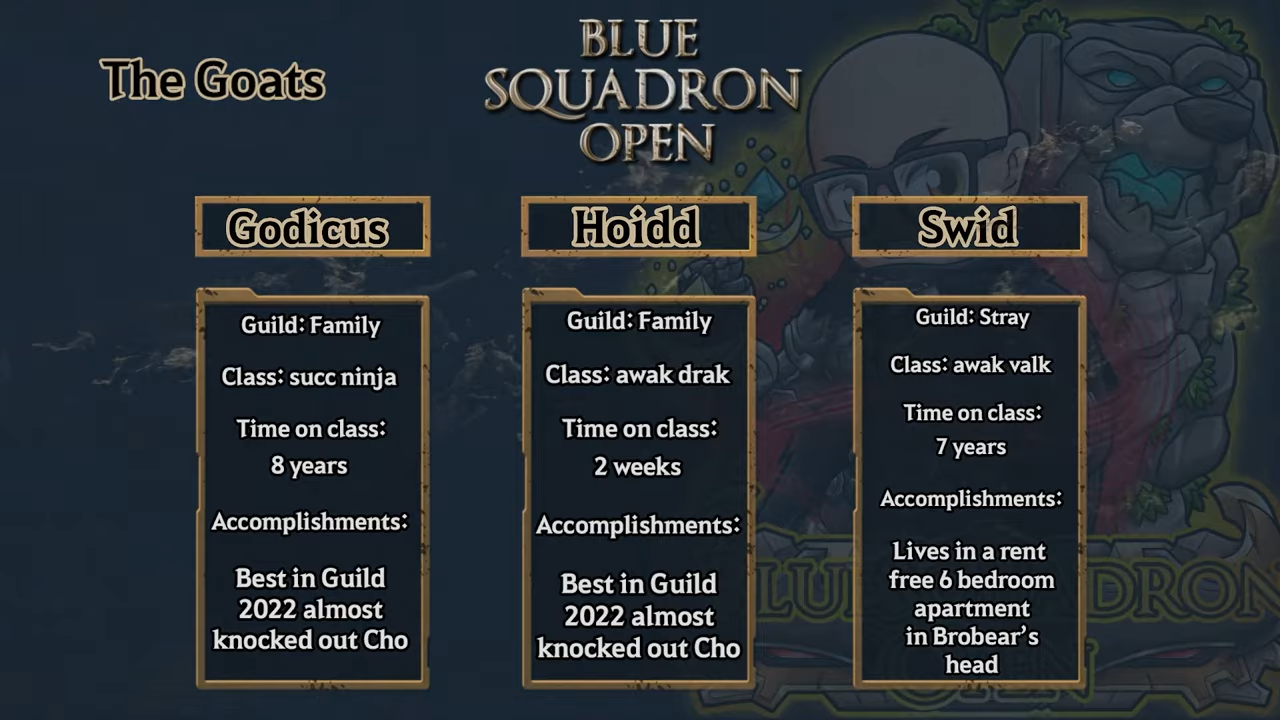 The Goats
BLUE
SQUADRON
OPEN
Godicus
Guild: Family
Class: succ ninja
Time on class:
8 years
Accomplishments:
Best in Guild
2022 almost
knocked out Cho
Hoidd
Guild: Family
Class: awak drak
Time on class:
2 weeks
Accomplishments:
Best in Guild
2022 almost
knocked out Cho
Swid
Guild: Stray
Class: awak valk
Time on class:
7 years
Accomplishments:
Lives in a rent
free 6 bedroom
apartment
in Brobear's
head
BLUE SQUADRON
OPEN